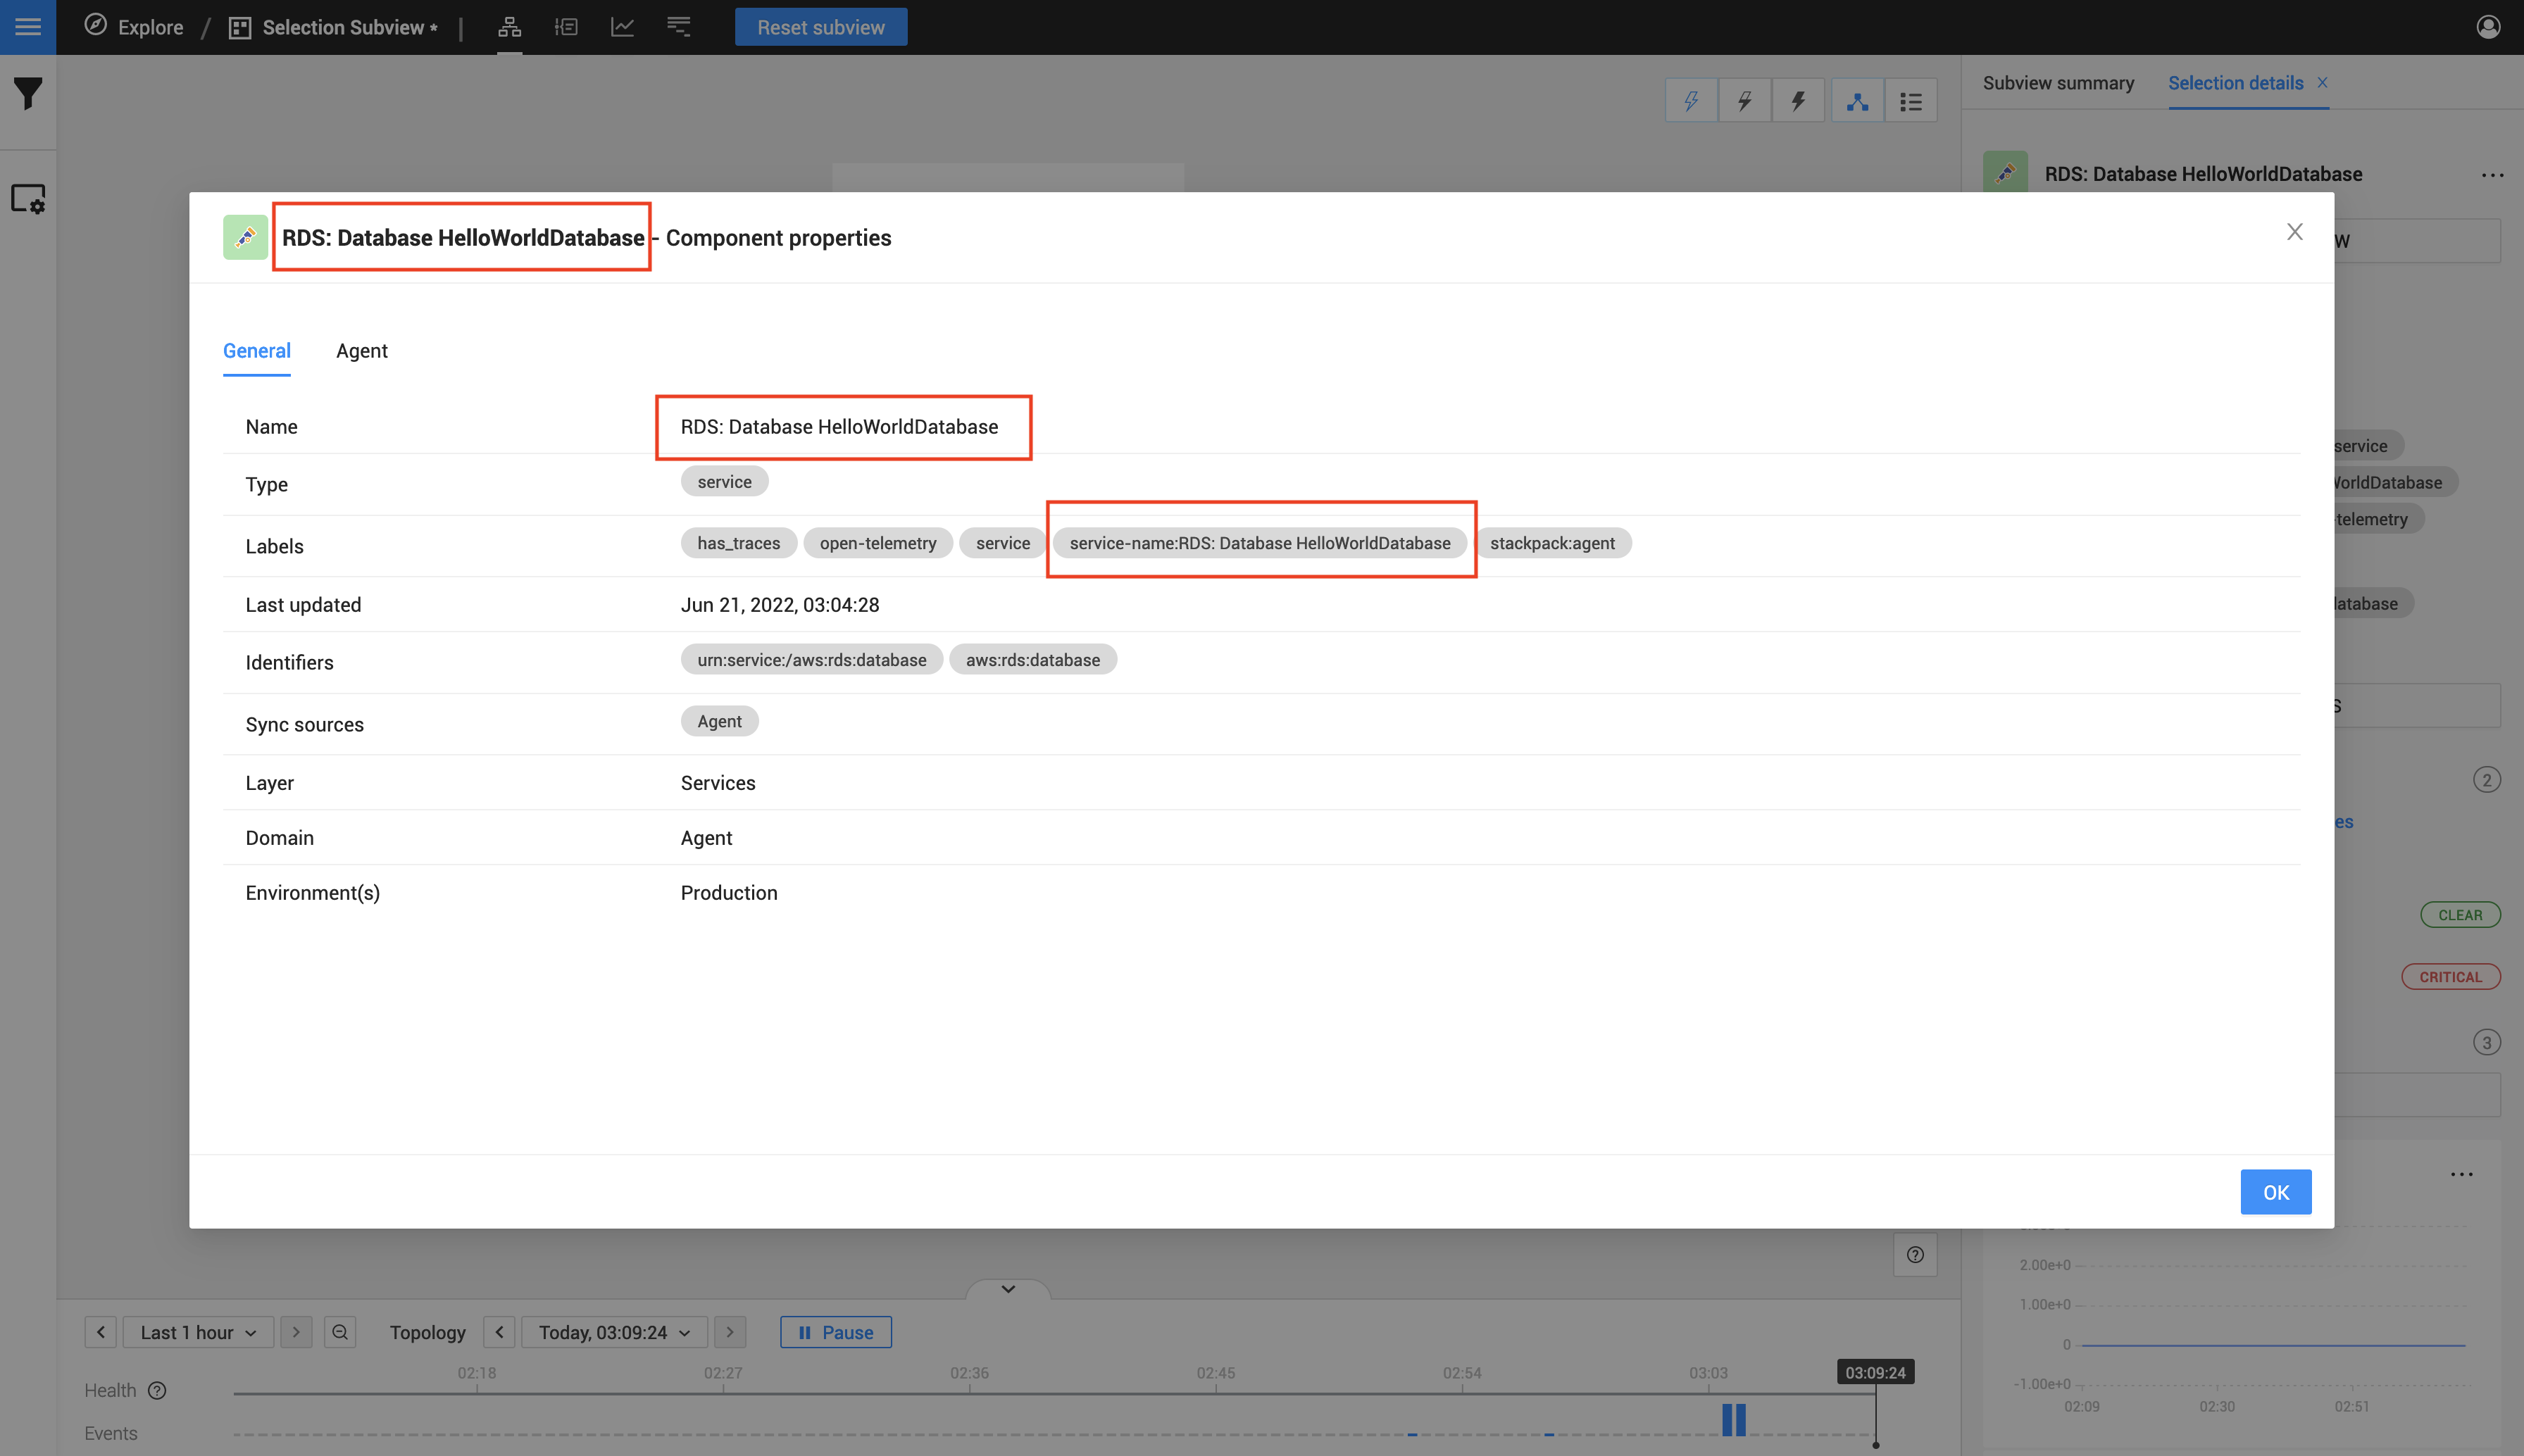 Explore / Selection Subview * | Reset subview
Subview summary Selection details ×
RDS: Database HelloWorldDatabase ...
RDS: Database HelloWorldDatabase - Component properties
General Agent
Name RDS: Database HelloWorldDatabase
Type service
Labels has_traces open-telemetry service service-name:RDS: Database HelloWorldDatabase stackpack:agent
Last updated Jun 21, 2022, 03:04:28
Identifiers urn:service:/aws:rds:database aws:rds:database
Sync sources Agent
Layer Services
Domain Agent
Environment(s) Production
OK
W
service
WorldDatabase
-telemetry
database
S
2
es
CLEAR
CRITICAL
3
...
2.00e+0
1.00e+0
0
-1.00e+0
02:09 02:30 02:51
Last 1 hour Topology Today, 03:09:24 Pause
02:18 02:27 02:36 02:45 02:54 03:03 03:09:24
Health ?
Events